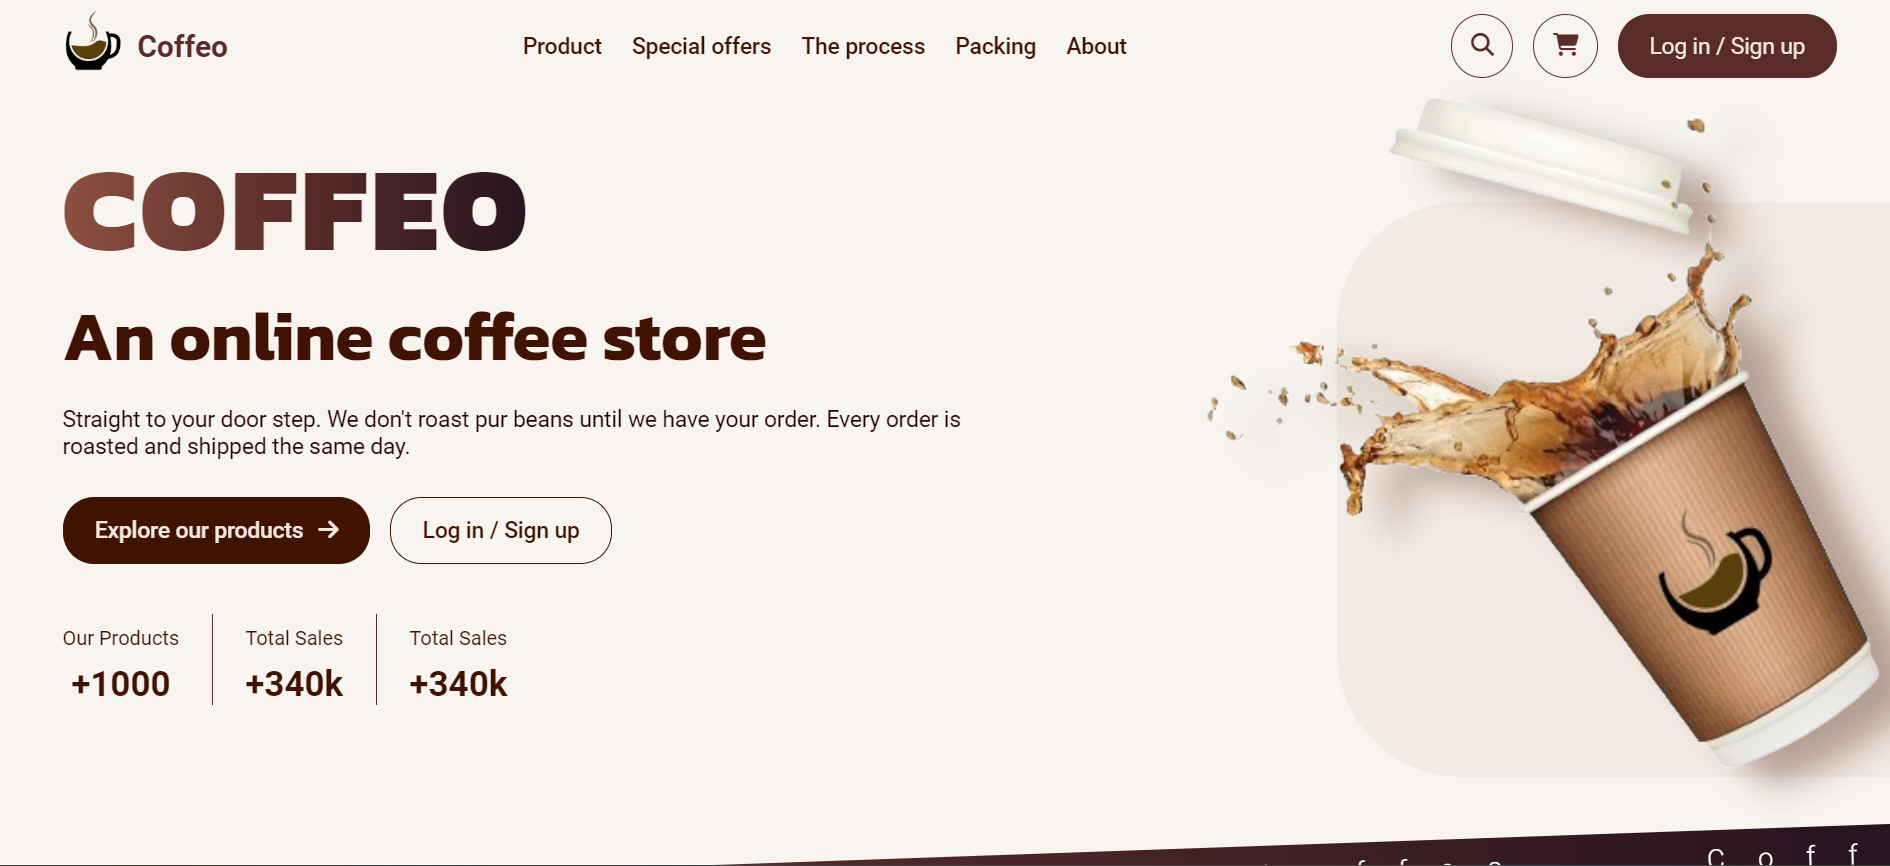 Coffeo
Product Special offers The process Packing About
Log in / Sign up
COFFEO
An online coffee store
Straight to your door step. We don't roast pur beans until we have your order. Every order is
roasted and shipped the same day.
Explore our products
Log in / Sign up
Our Products Total Sales Total Sales
+1000 +340k +340k
C o f f